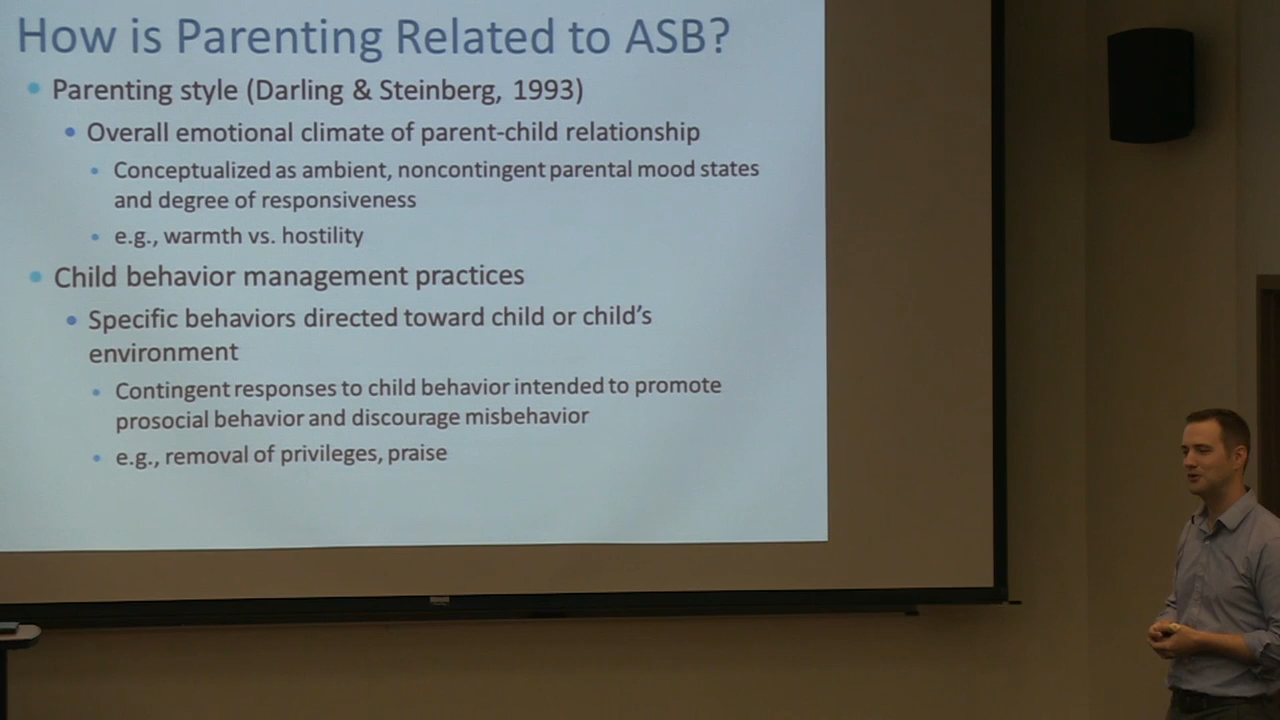 How is Parenting Related to ASB?
Parenting style (Darling & Steinberg, 1993)
Overall emotional climate of parent-child relationship
Conceptualized as ambient, noncontingent parental mood states
and degree of responsiveness
e.g., warmth vs. hostility
Child behavior management practices
Specific behaviors directed toward child or child's
environment
Contingent responses to child behavior intended to promote
prosocial behavior and discourage misbehavior
e.g., removal of privileges, praise